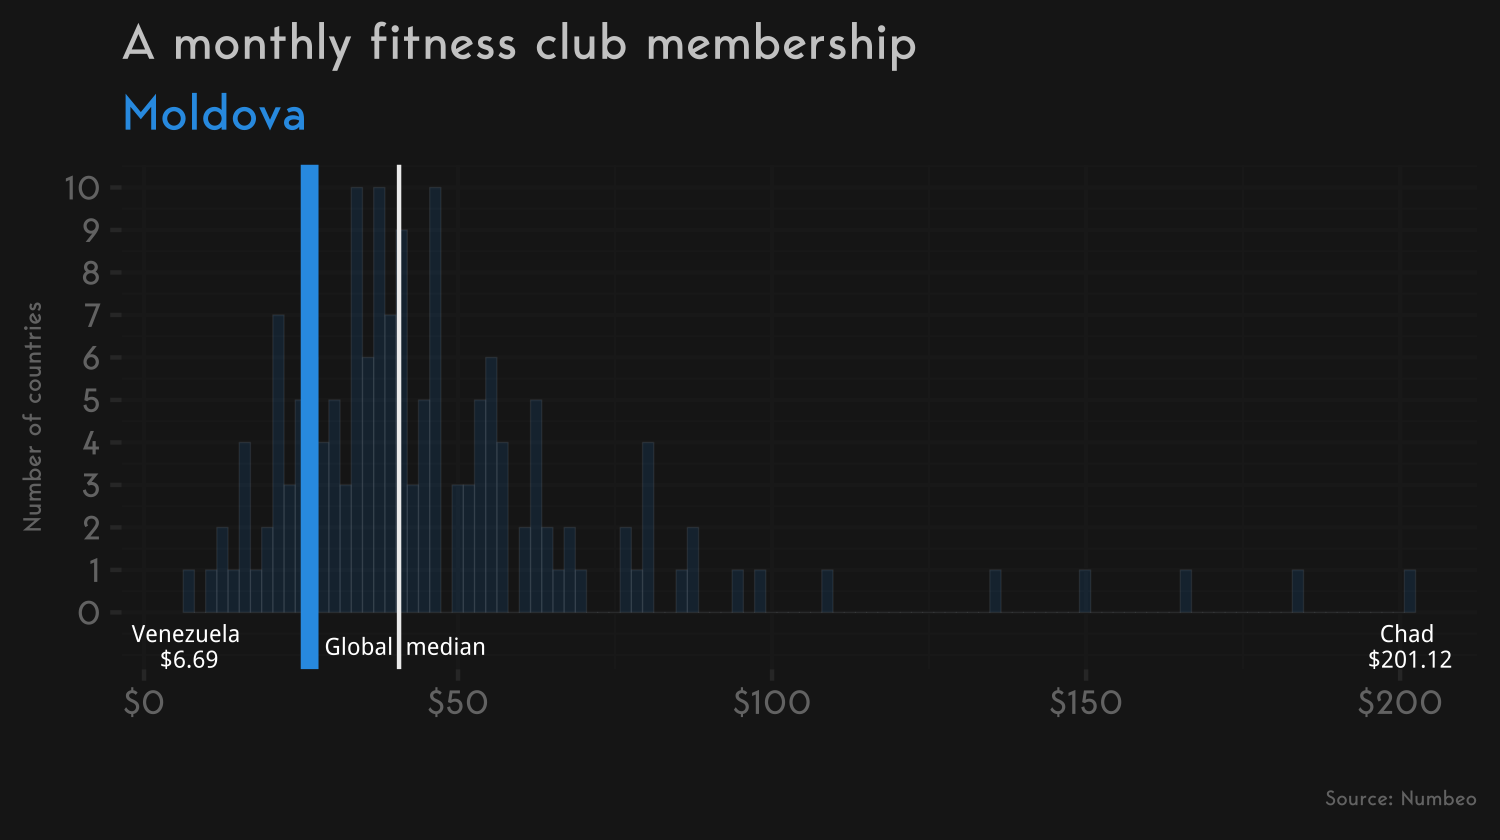 A monthly fitness club membership
Moldova
Number of countries
10
9
8
7
6
5
4
3
2
1
0
Venezuela
$6.69
Global median
Chad
$201.12
$0 $50 $100 $150 $200
Source: Numbeo